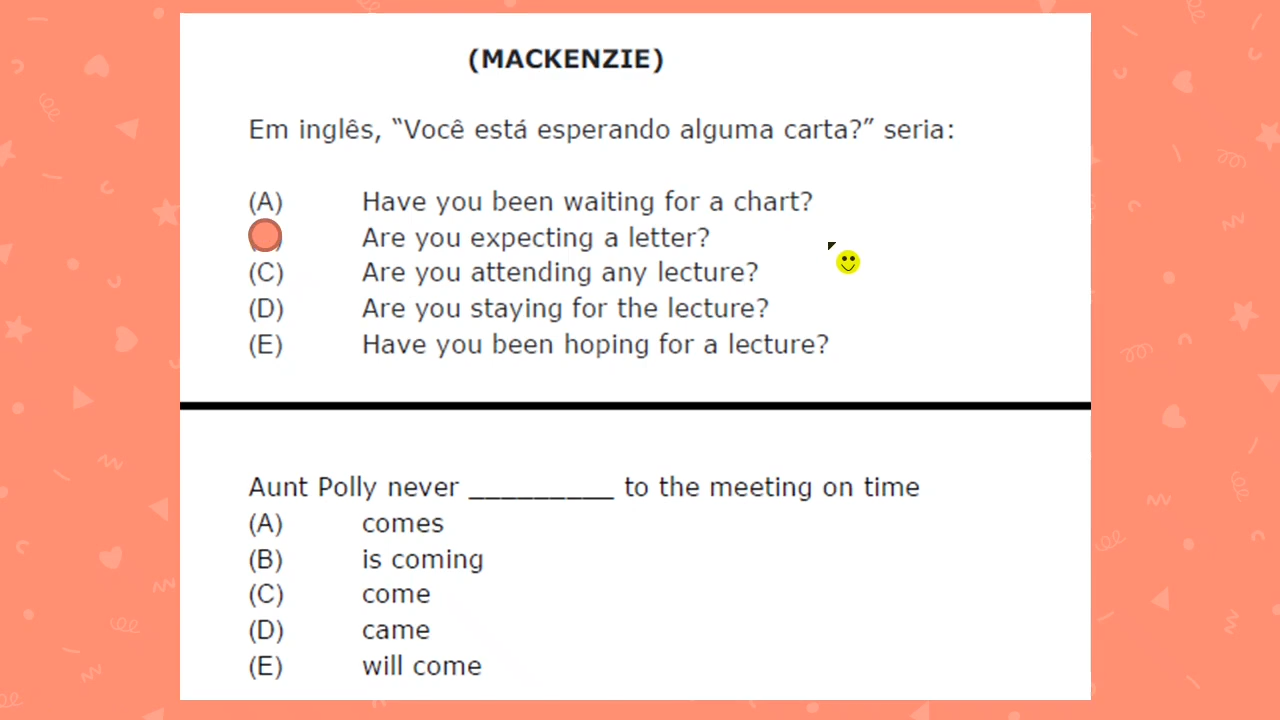 (MACKENZIE)
Em inglês, “Você está esperando alguma carta?” seria:
(A) Have you been waiting for a chart?
Are you expecting a letter?
(C) Are you attending any lecture?
(D) Are you staying for the lecture?
(E) Have you been hoping for a lecture?
Aunt Polly never _________ to the meeting on time
(A) comes
(B) is coming
(C) come
(D) came
(E) will come